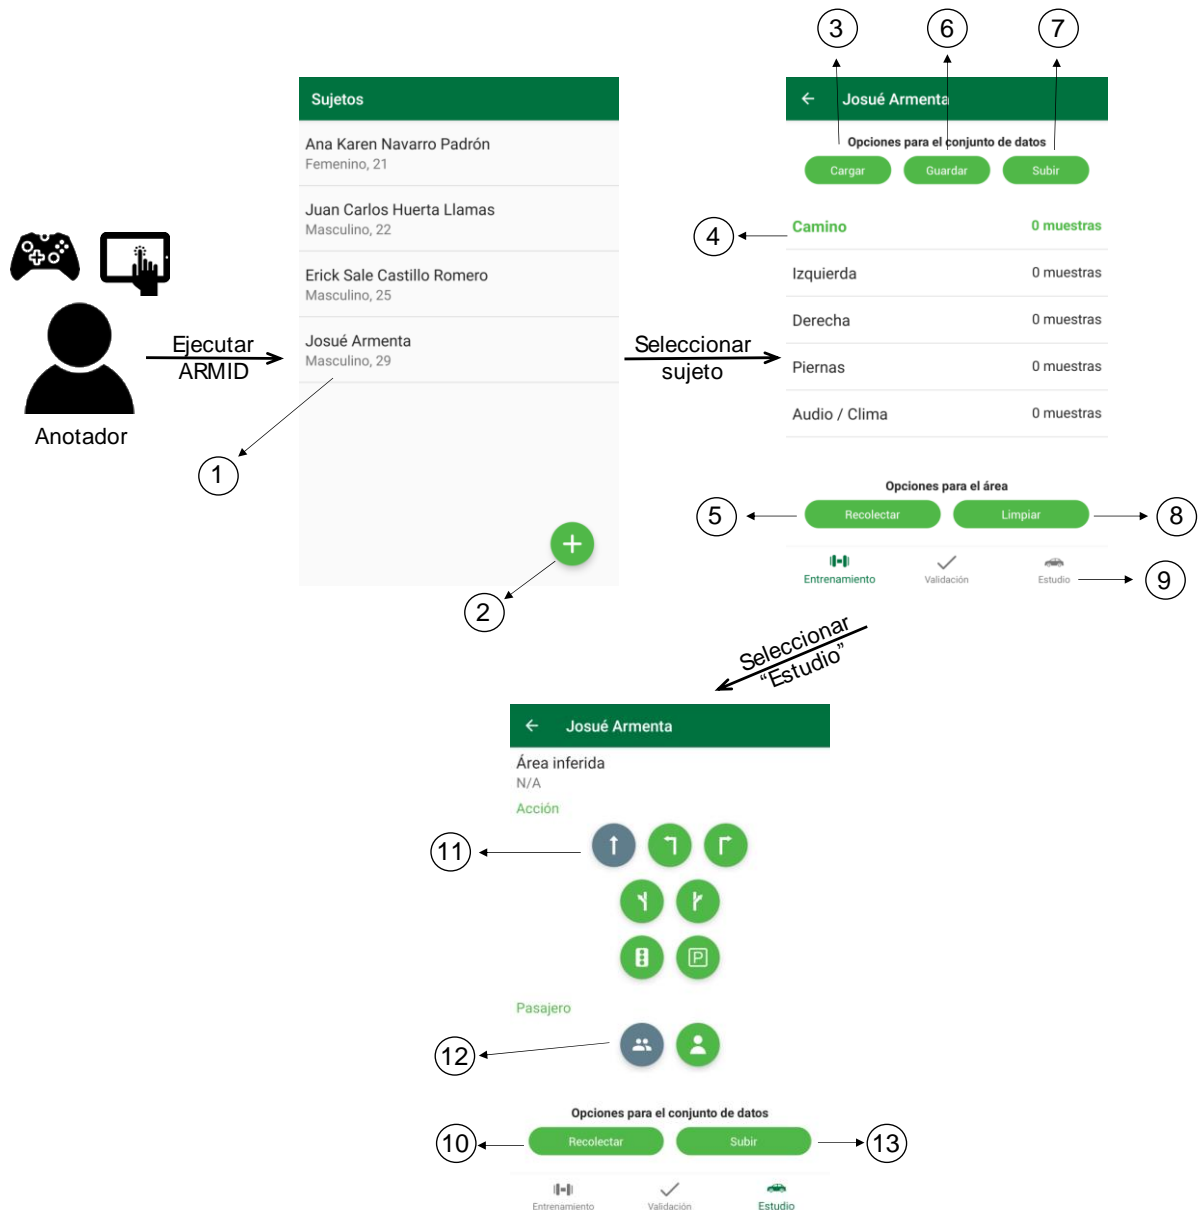 3
6
7
Sujetos
Ana Karen Navarro Padrón
Femenino, 21
Juan Carlos Huerta Llamas
Masculino, 22
Erick Sale Castillo Romero
Masculino, 25
Josué Armenta
Masculino, 29
Anotador
Ejecutar
ARMID
1
2
Seleccionar
sujeto
Josué Armenta
Opciones para el conjunto de datos
Cargar
Guardar
Subir
4
Camino 0 muestras
Izquierda 0 muestras
Derecha 0 muestras
Piernas 0 muestras
Audio / Clima 0 muestras
Opciones para el área
5
Recolectar
Limpiar
8
Entrenamiento
Validación
Estudio
9
Seleccionar
“Estudio”
Josué Armenta
Área inferida
N/A
Acción
11
P
Pasajero
12
Opciones para el conjunto de datos
10
Recolectar
Subir
13
Entrenamiento
Validación
Estudio